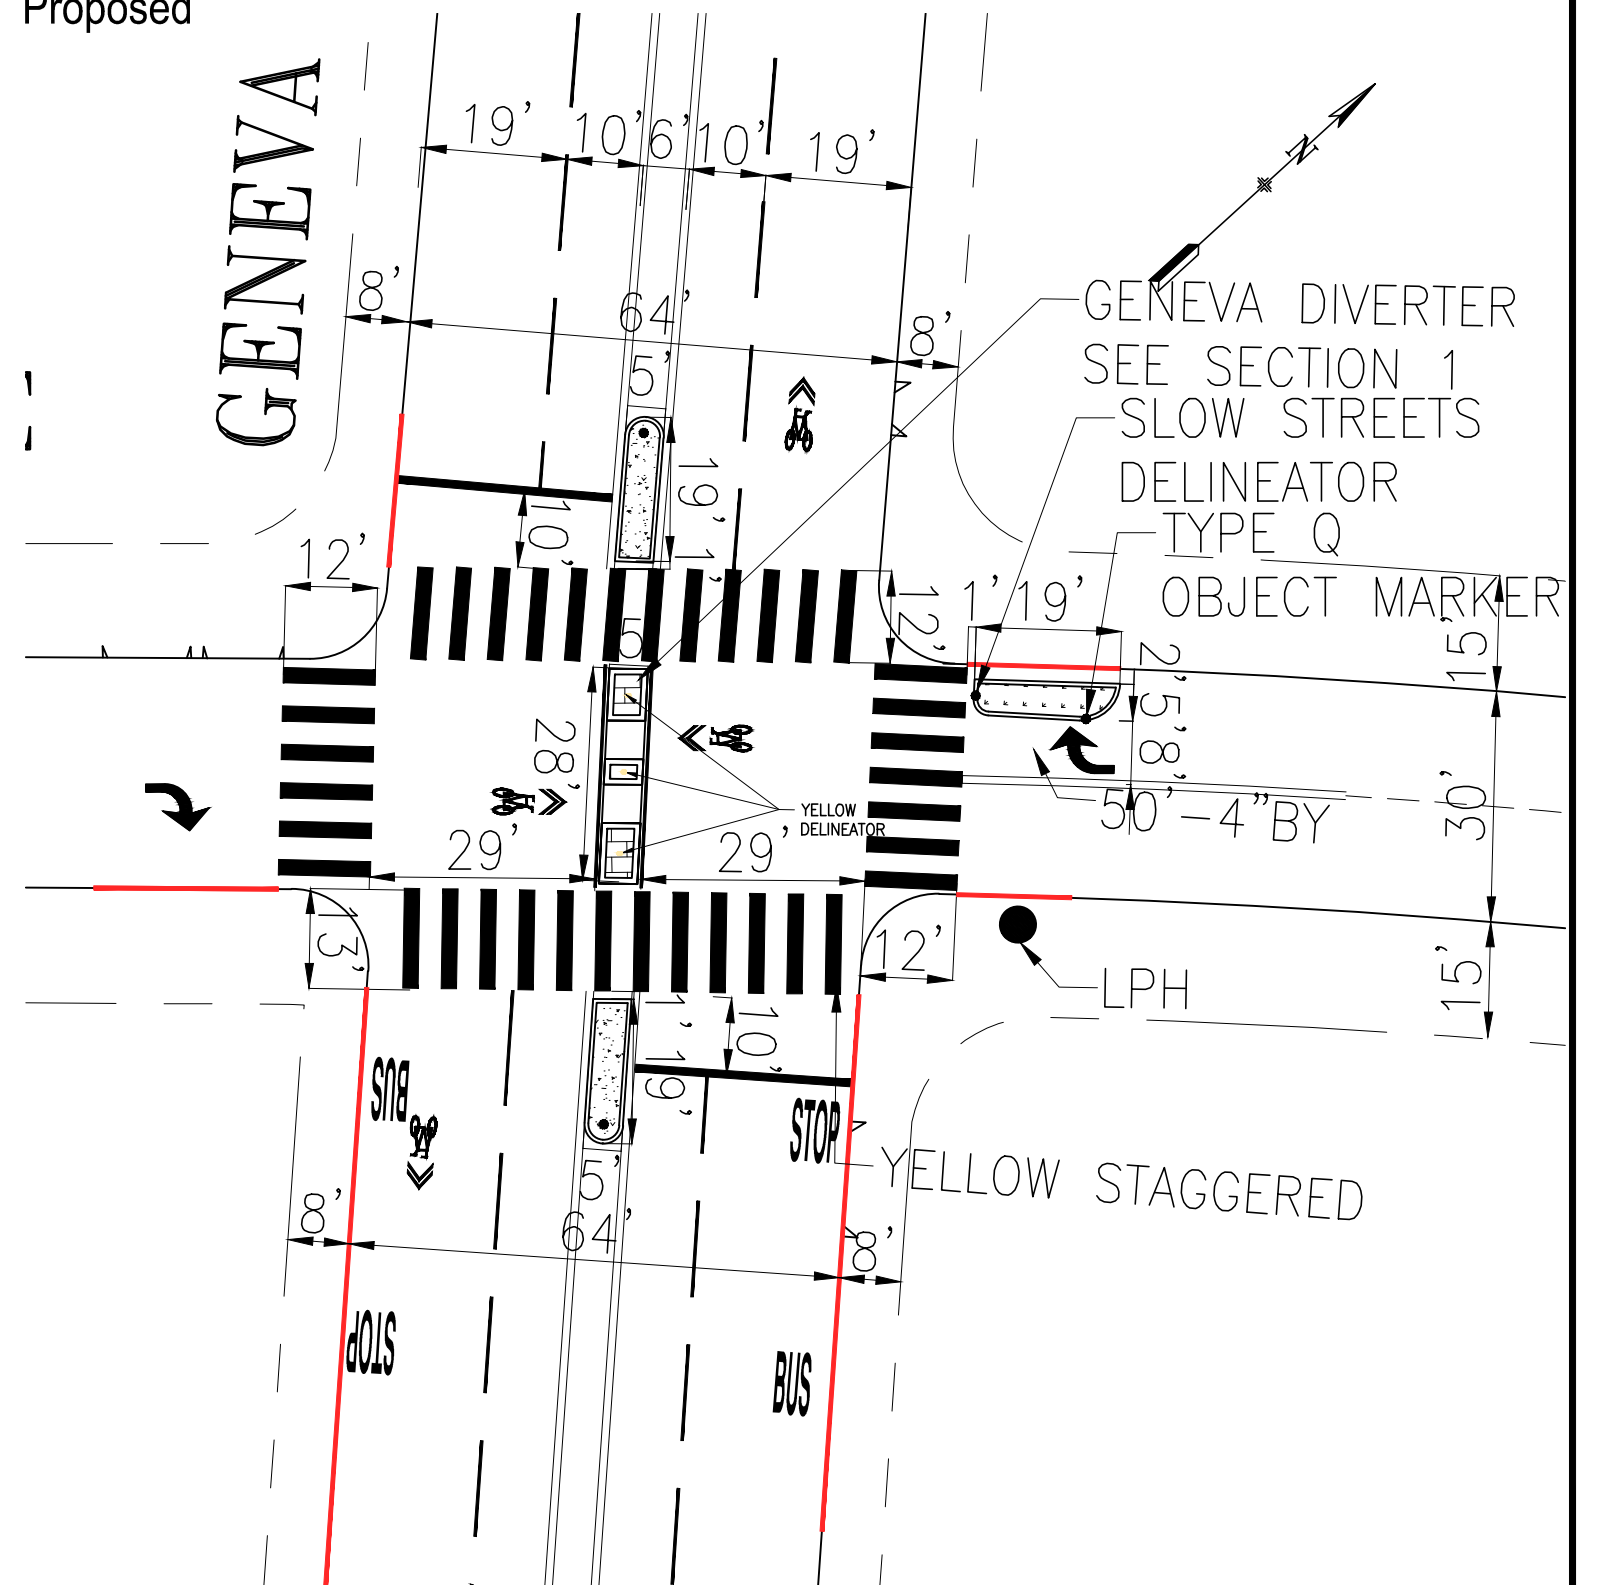 Proposed
GENEVA
19'
10'
6'
10'
19'
N
8'
64'
8'
5'
GENEVA DIVERTER
SEE SECTION 1
SLOW STREETS
DELINEATOR
TYPE Q
OBJECT MARKER
19'
1'
10'
12'
12'
1'
19'
15'
5'
2'
5'
8'
28'
29'
29'
YELLOW
DELINEATOR
50'-4"BY
30'
13'
12'
15'
LPH
1'
19'
10'
BUS
STOP
YELLOW STAGGERED
5'
64'
8'
8'
STOP
BUS